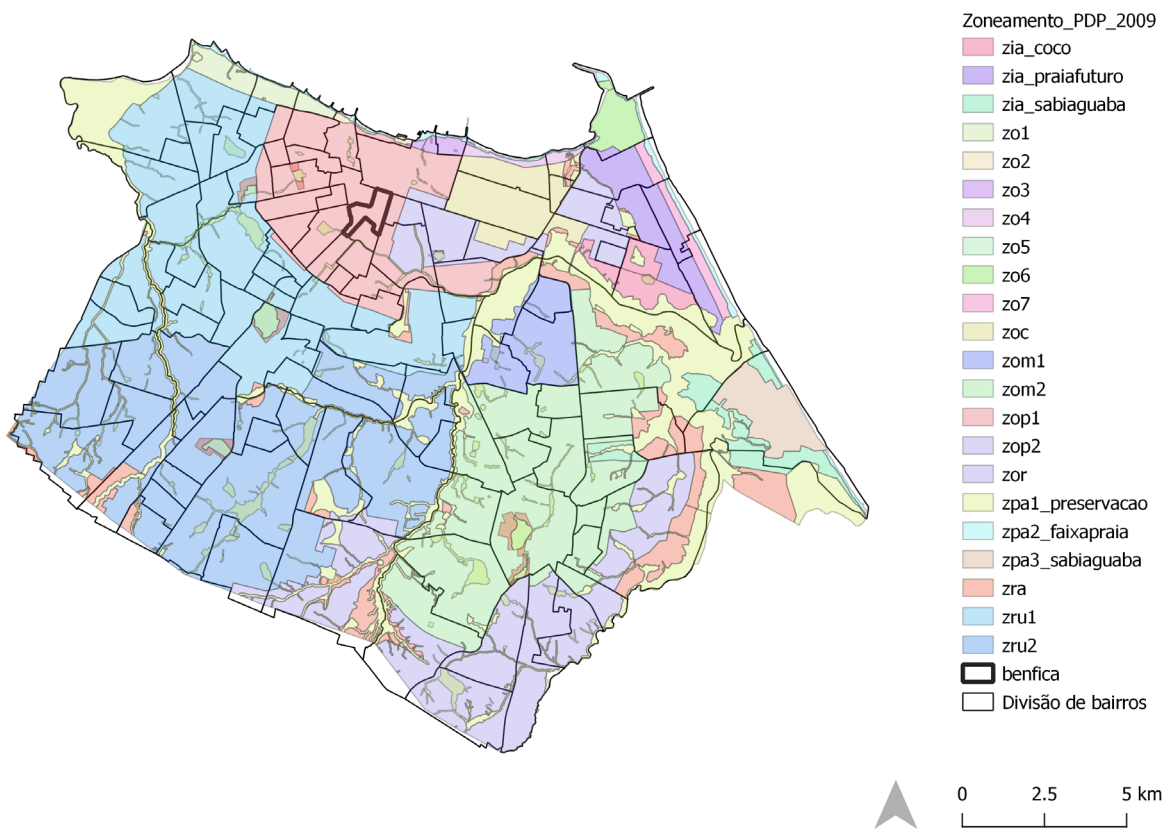 Zoneamento_PDP_2009
zia_coco
zia_praiafuturo
zia_sabiaguaba
zo1
zo2
zo3
zo4
zo5
zo6
zo7
zoc
zom1
zom2
zop1
zop2
zor
zpa1_preservacao
zpa2_faixapraia
zpa3_sabiaguaba
zra
zru1
zru2
benfica
Divisão de bairros
0 2.5 5 km